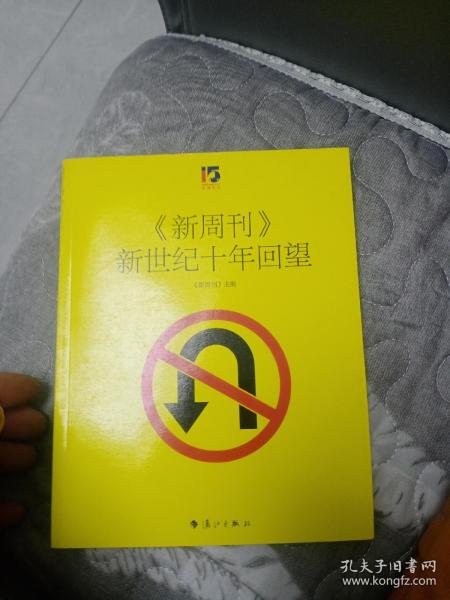 15
《新周刊》
新世纪十年回望
《新周刊》主编
漓江出版社
孔夫子旧书网
www.kongfz.com